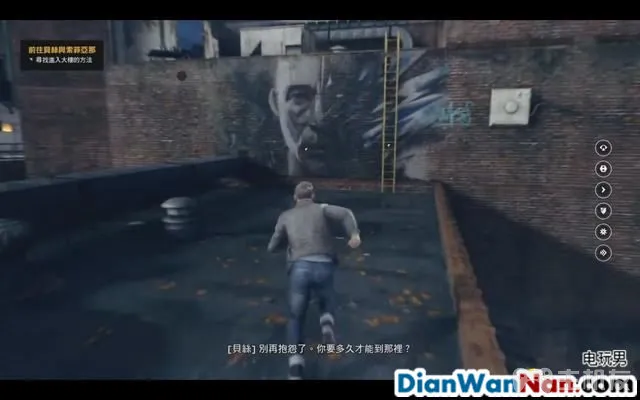 前往貝絲與索菲亞那
尋找進入大樓的方法
[貝絲] 別再抱怨了。你要多久才能到那裡？
电玩男
DianWanNan.com